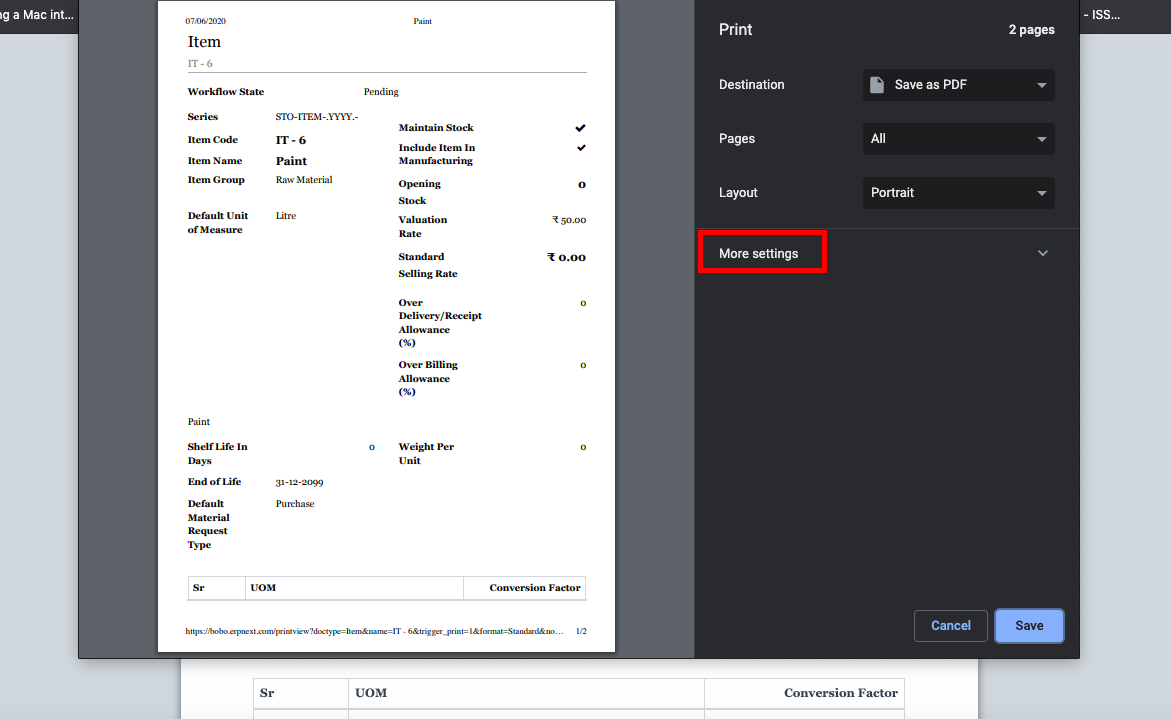 ng a Mac int...
- ISS...
07/06/2020 Paint
Item
IT - 6
Workflow State Pending
Series STO-ITEM-.YYYY.-
Item Code IT - 6
Item Name Paint
Item Group Raw Material
Default Unit
of Measure Litre
Maintain Stock ✔
Include Item In
Manufacturing ✔
Opening
Stock 0
Valuation
Rate ₹ 50.00
Standard
Selling Rate ₹ 0.00
Over
Delivery/Receipt
Allowance
(%) 0
Over Billing
Allowance
(%) 0
Paint
Shelf Life In
Days 0
Weight Per
Unit 0
End of Life 31-12-2099
Default
Material
Request
Type Purchase
Sr UOM Conversion Factor
https://bobo.erpnext.com/printview?doctype=Item&name=IT - 6&trigger_print=1&format=Standard&no... 1/2
Print 2 pages
Destination Save as PDF
Pages All
Layout Portrait
More settings
Cancel Save
Sr UOM Conversion Factor